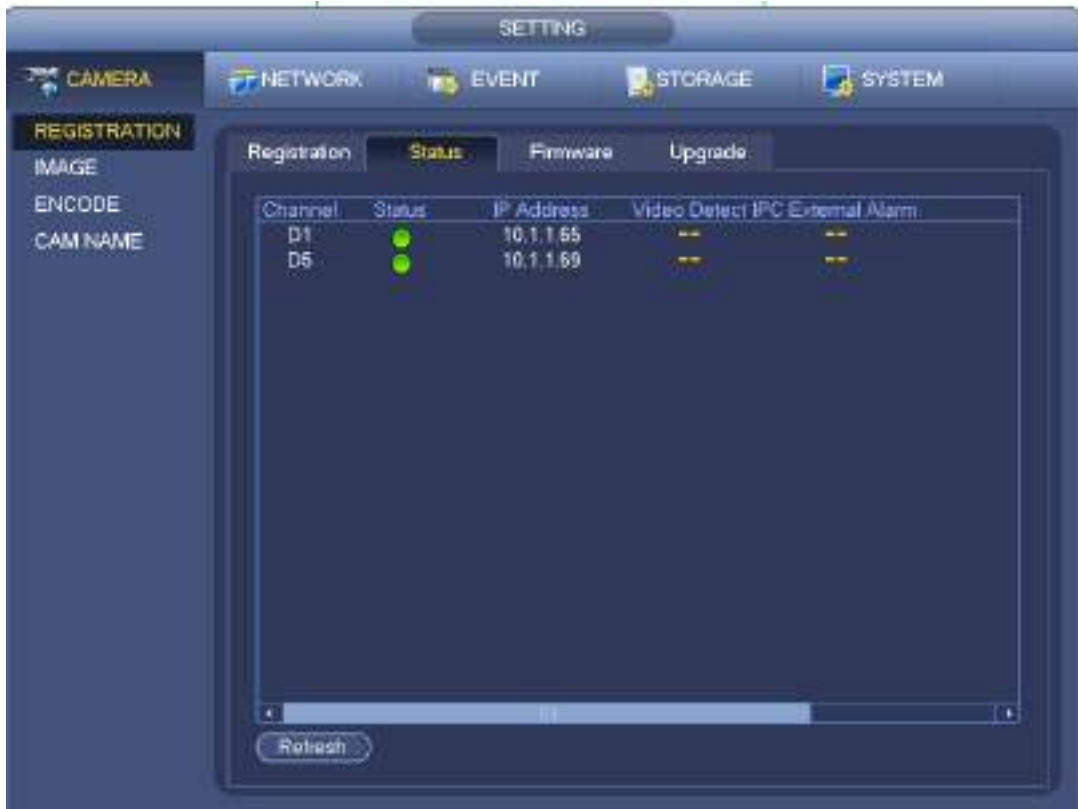 SETTING
CAMERA NETWORK EVENT STORAGE SYSTEM
REGISTRATION
IMAGE
ENCODE
CAM NAME
Registration Status Firmware Upgrade
Channel Status IP Address Video Detect IPC External Alarm
D1 10.1.1.65 -- --
D5 10.1.1.69 -- --
Refresh